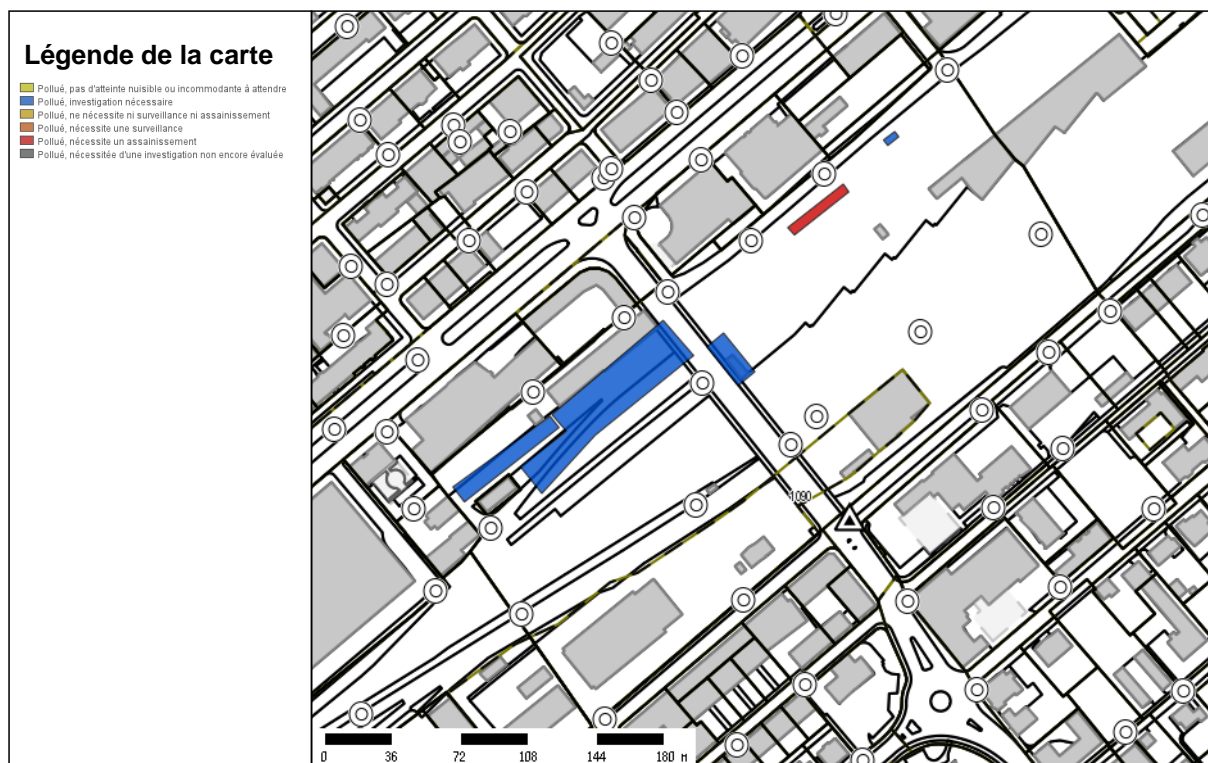 Légende de la carte
Pollué, pas d'atteinte nuisible ou incommodante à attendre
Pollué, investigation nécessaire
Pollué, ne nécessite ni surveillance ni assainissement
Pollué, nécessite une surveillance
Pollué, nécessite un assainissement
Pollué, nécessitée d'une investigation non encore évaluée
1090
0 36 72 108 144 180 M